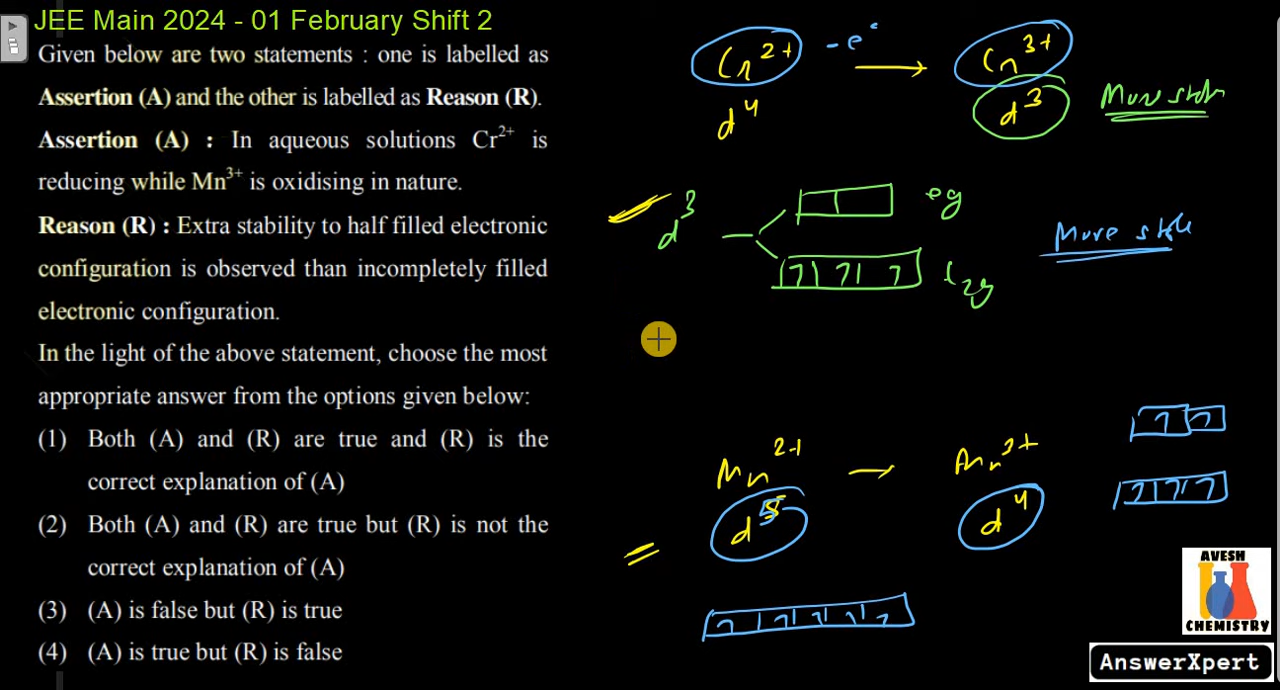 JEE Main 2024 - 01 February Shift 2
Given below are two statements : one is labelled as
Assertion (A) and the other is labelled as Reason (R).
Assertion (A) : In aqueous solutions Cr²⁺ is
reducing while Mn³⁺ is oxidising in nature.
Reason (R) : Extra stability to half filled electronic
configuration is observed than incompletely filled
electronic configuration.
In the light of the above statement, choose the most
appropriate answer from the options given below:
(1) Both (A) and (R) are true and (R) is the
correct explanation of (A)
(2) Both (A) and (R) are true but (R) is not the
correct explanation of (A)
(3) (A) is false but (R) is true
(4) (A) is true but (R) is false
Cr²⁺ -e⁻ → Cr³⁺
d⁴ d³ More
d³ eg
t₂g
More
Mn²⁺ → Mn³⁺
d⁵ d⁴
AVESH
CHEMISTRY
AnswerXpert